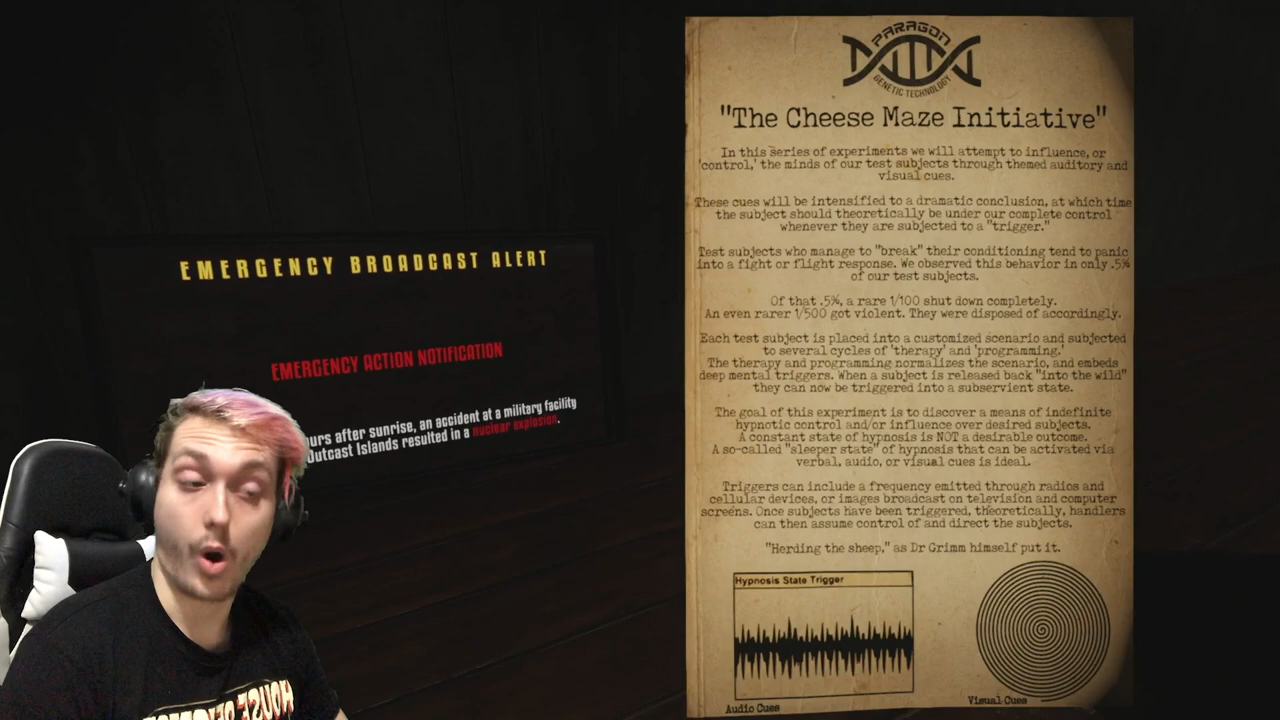 EMERGENCY BROADCAST ALERT
EMERGENCY ACTION NOTIFICATION
after sunrise, an accident at a military facility
Outcast Islands resulted in a nuclear explosion.
PARAGON
GENETIC TECHNOLOGY
"The Cheese Maze Initiative"
In this series of experiments we will attempt to influence, or
'control,' the minds of our test subjects through themed auditory and
visual cues.
These cues will be intensified to a dramatic conclusion, at which time
the subject should theoretically be under our complete control
whenever they are subjected to a "trigger."
Test subjects who manage to "break" their conditioning tend to panic
into a fight or flight response. We observed this behavior in only .5%
of our test subjects.
Of that .5%, a rare 1/100 shut down completely.
An even rarer 1/500 got violent. They were disposed of accordingly.
Each test subject is placed into a customized scenario and subjected
to several cycles of 'therapy' and 'programming.'
The therapy and programming normalizes the scenario, and embeds
deep mental triggers. When a subject is released back "into the wild"
they can now be triggered into a subservient state.
The goal of this experiment is to discover a means of indefinite
hypnotic control and/or influence over desired subjects.
A constant state of hypnosis is NOT a desirable outcome.
A so-called "sleeper state" of hypnosis that can be activated via
verbal, audio, or visual cues is ideal.
Triggers can include a frequency emitted through radios and
cellular devices, or images broadcast on television and computer
screens. Once subjects have been triggered, theoretically, handlers
can then assume control of and direct the subjects.
"Herding the sheep," as Dr Grimm himself put it.
Hypnosis State Trigger
Audio Cues
Visual Cues
HOUSE